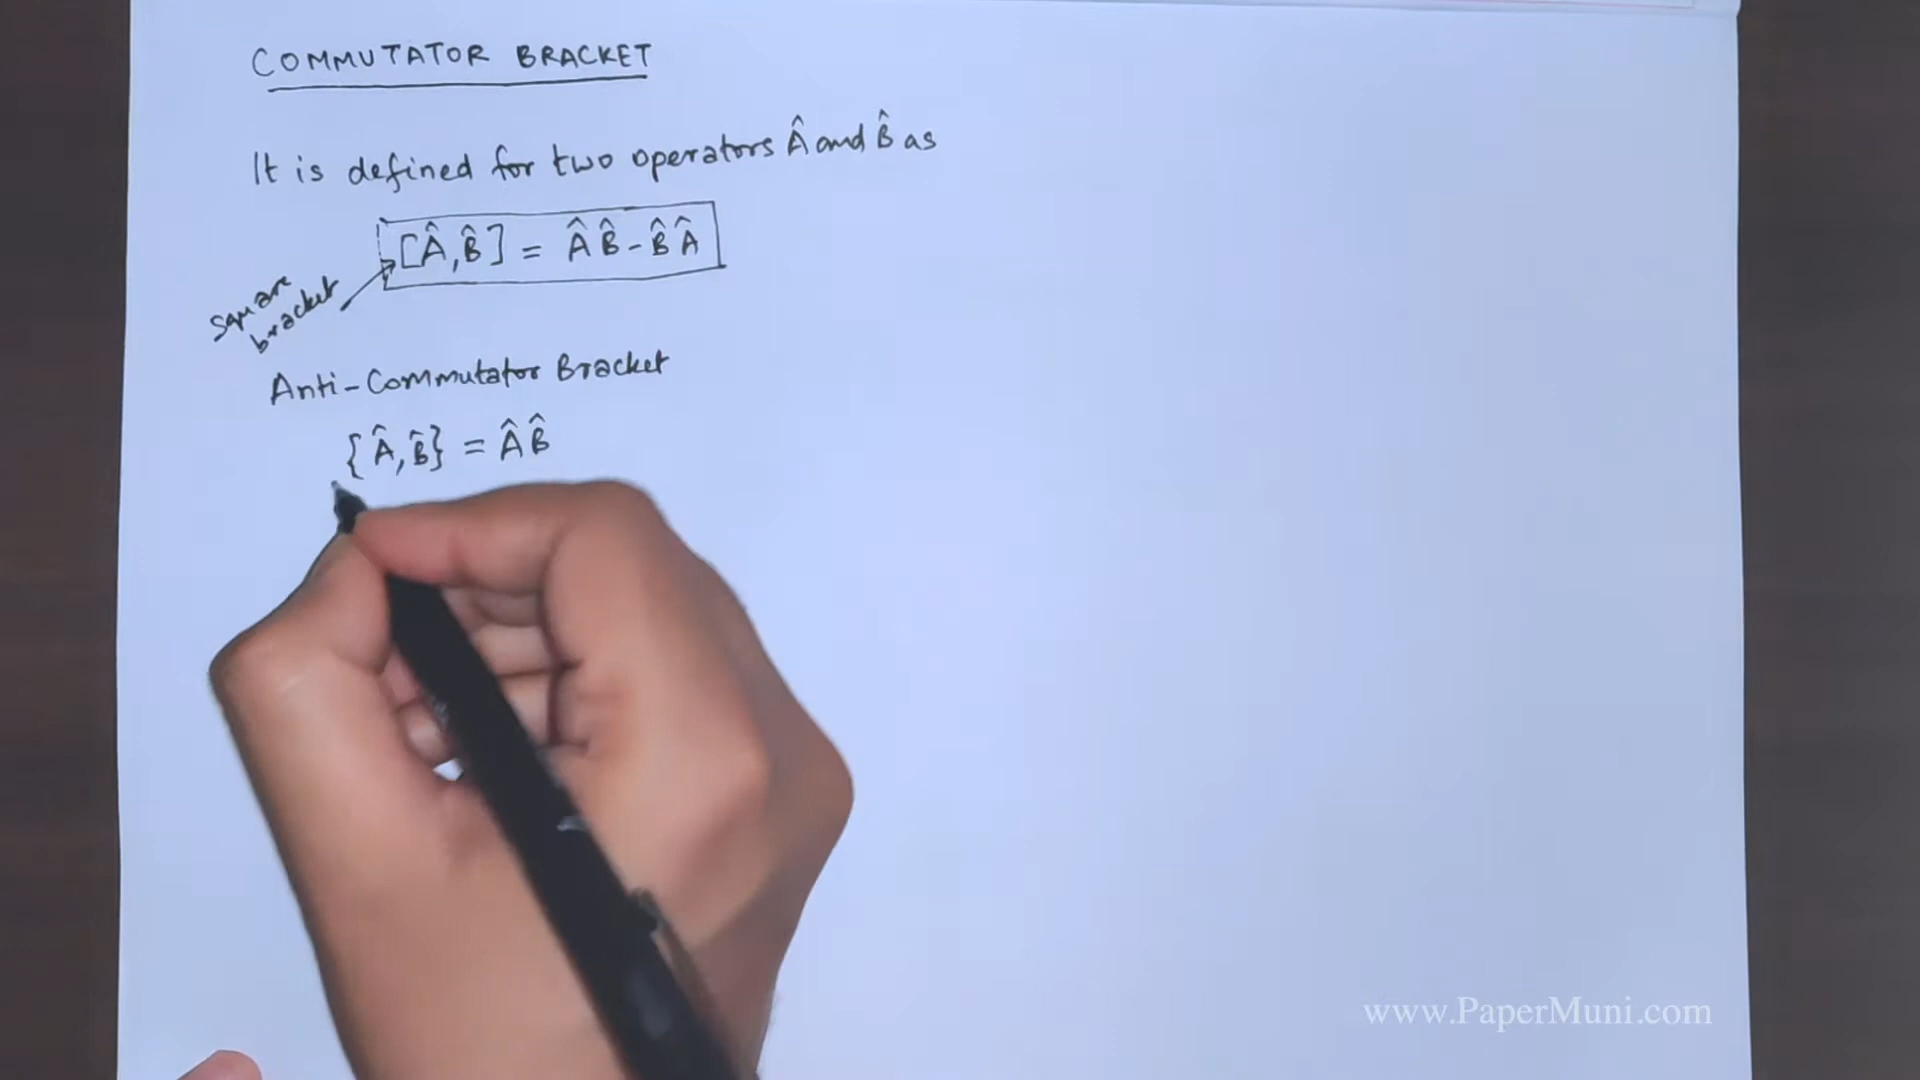 COMMUTATOR BRACKET
It is defined for two operators Â and B̂ as
[Â,B̂] = ÂB̂-B̂Â
Square
bracket
Anti-Commutator Bracket
{Â,B̂} = ÂB̂
www.PaperMuni.com